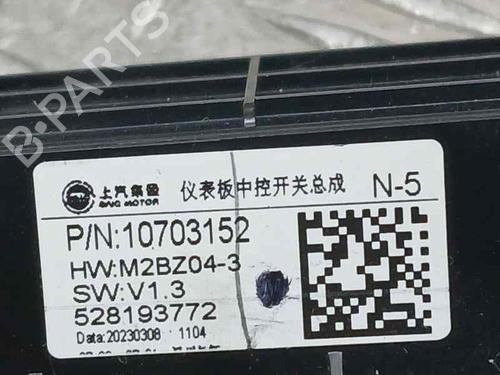 B-PARTS
上汽集团 仪表板中控开关总成 N-5
SAIC MOTOR
P/N:10703152
HW:M2BZ04-3
SW:V1.3
528193772
Data:20230308 1104